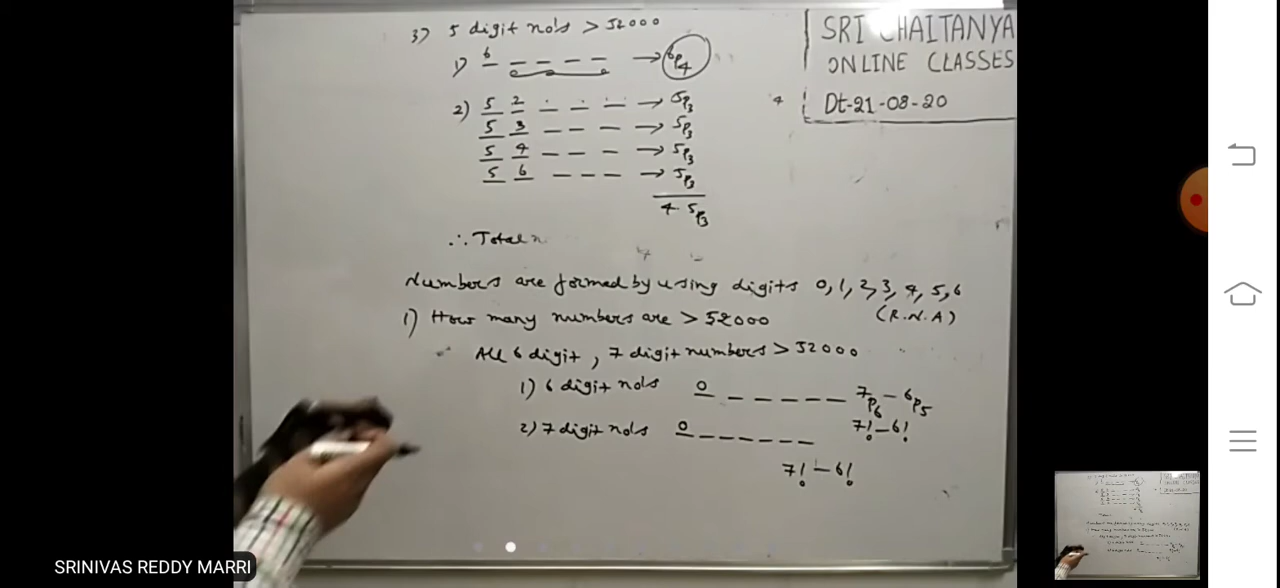 3) 5 digit no's > 52000
1) 6 _ _ _ _ → 6P4
2) 5 2 _ _ _ → 5P3
5 3 _ _ _ → 5P3
5 4 _ _ _ → 5P3
5 6 _ _ _ → 5P3
4 5P3
∴ Total n
SRI CHAITANYA
ONLINE CLASSES
Dt-21-08-20
Numbers are formed by using digits 0, 1, 2, 3, 4, 5, 6
(R.N.A)
1) How many numbers are > 52000
All 6 digit, 7 digit numbers > 52000
1) 6 digit no's 0 _ _ _ _ _ 7P6 - 6P5
7! - 6!
2) 7 digit no's 0 _ _ _ _ _ _
7! - 6!
SRINIVAS REDDY MARRI